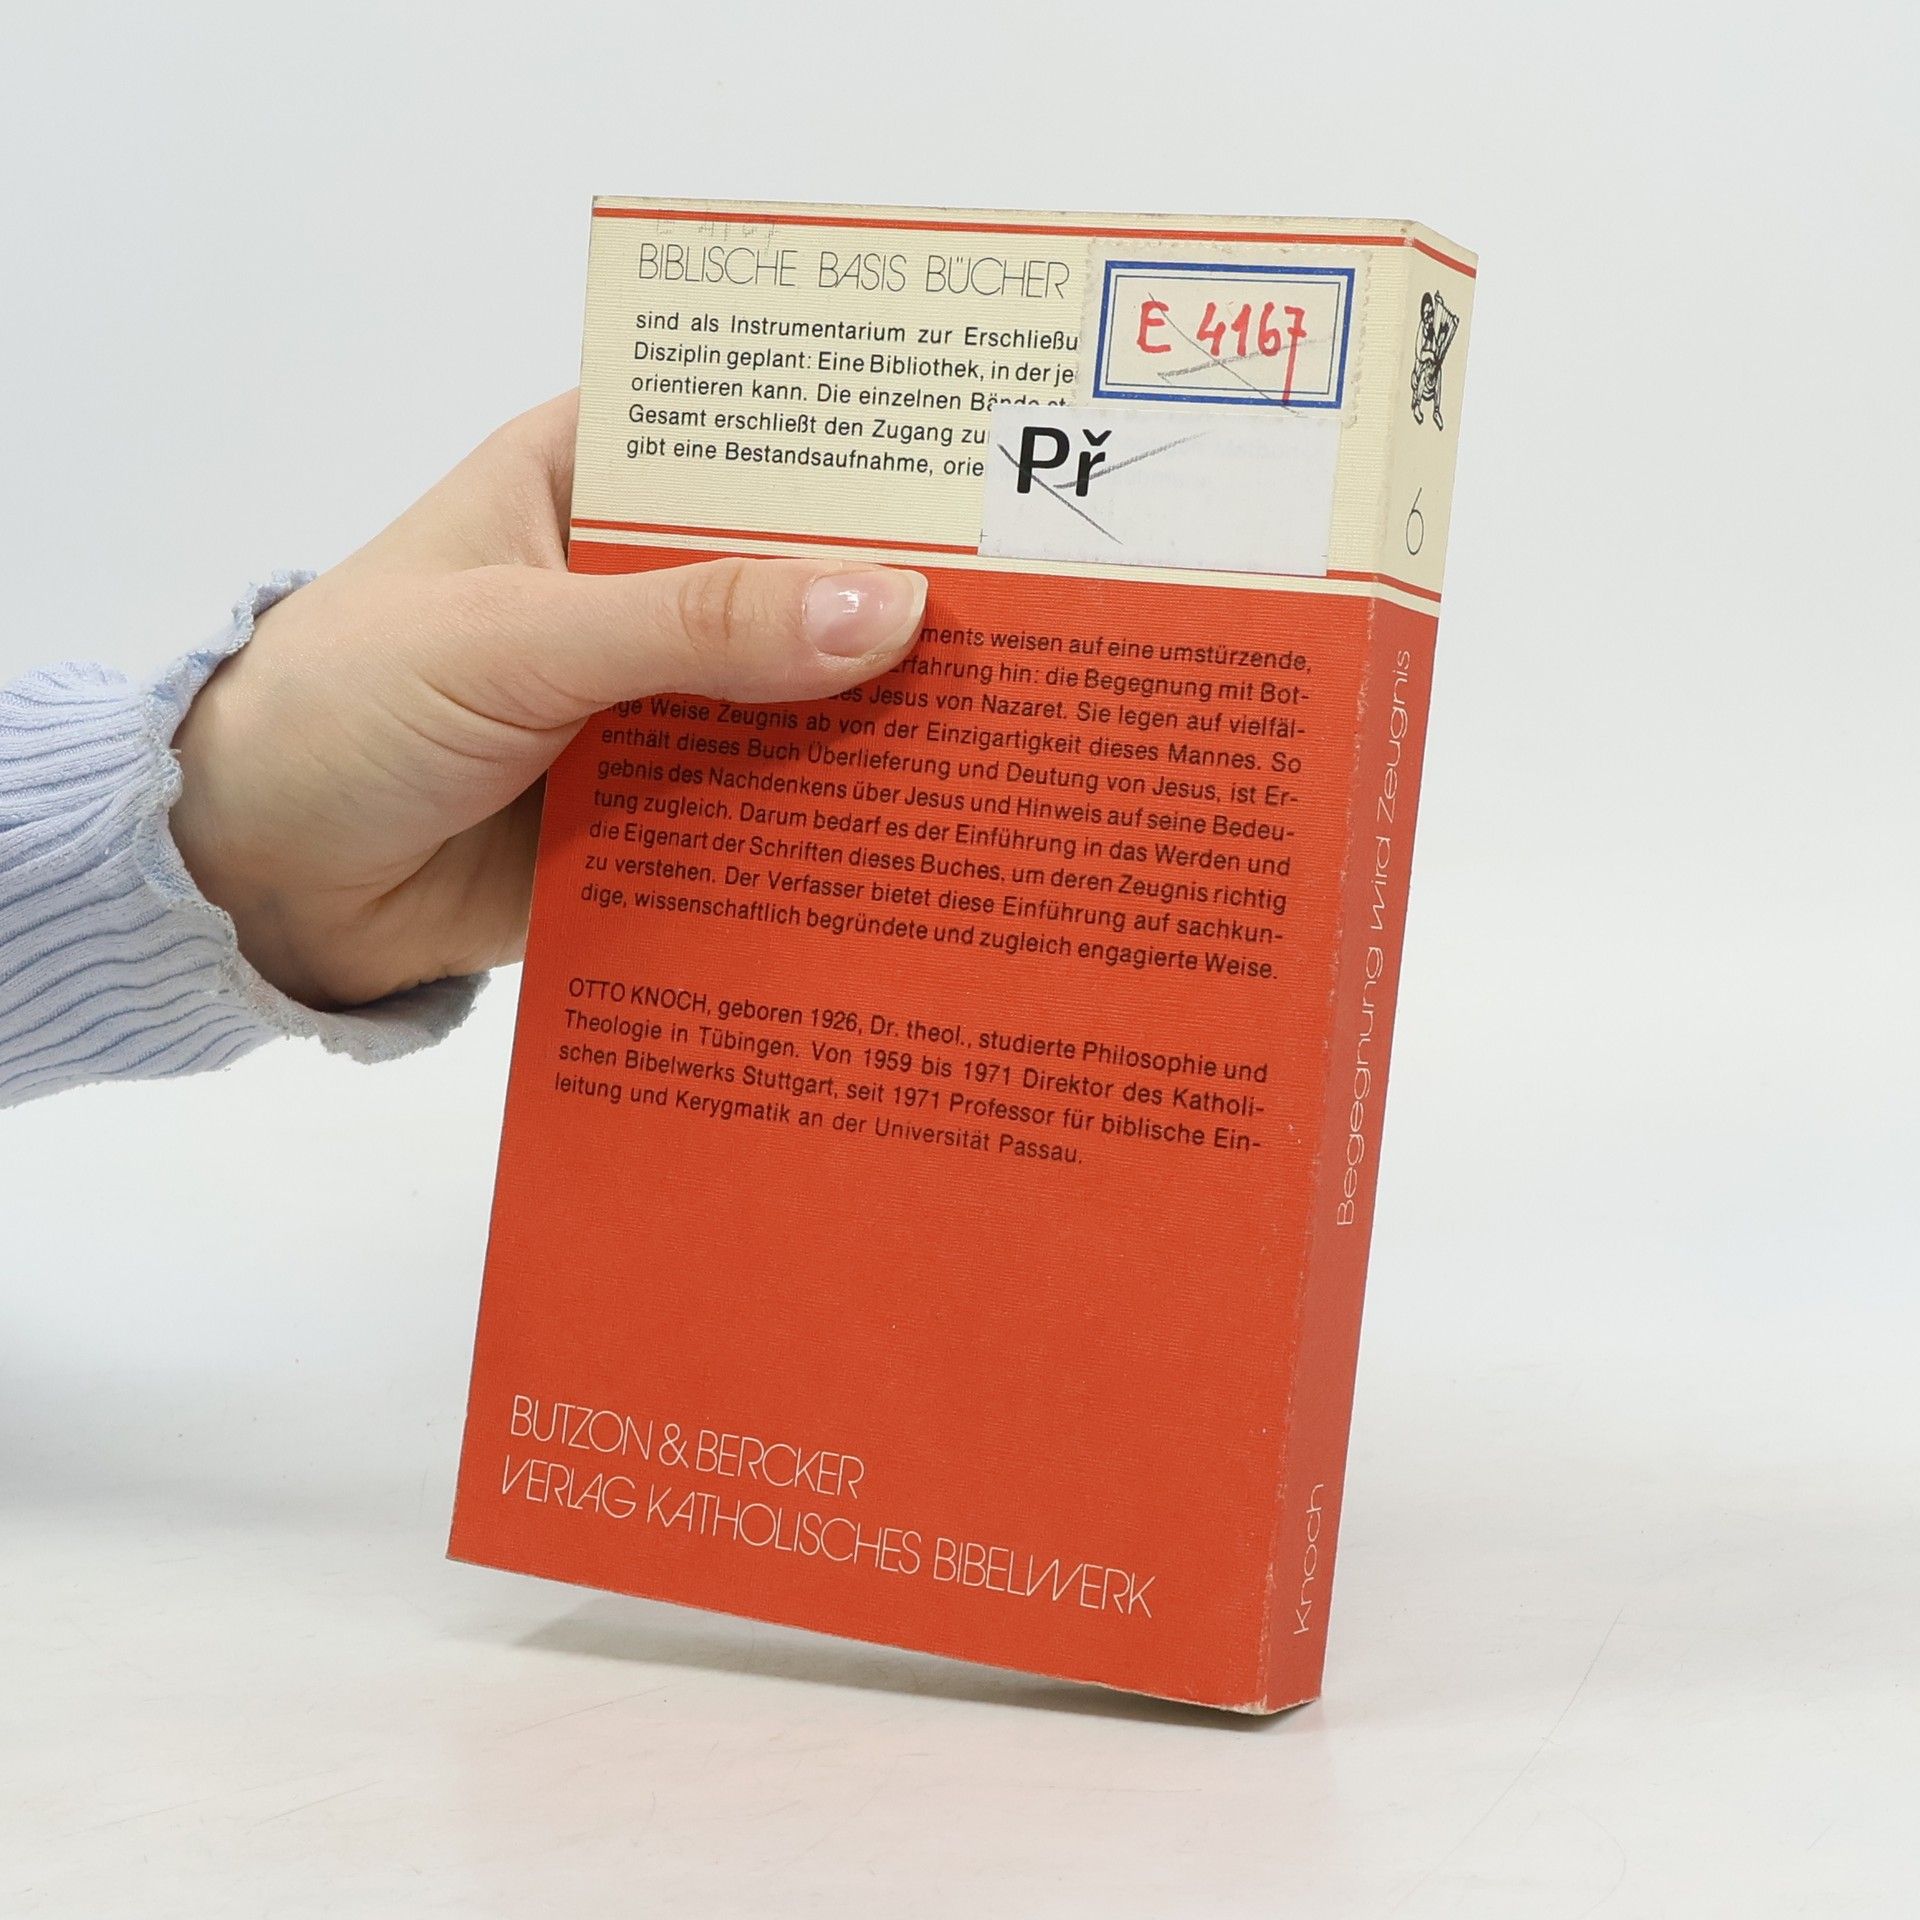 BIBLISCHE BASIS BÜCHER
sind als Instrumentarium zur Erschließu
Disziplin geplant: Eine Bibliothek, in der je
orientieren kann. Die einzelnen Bände
Gesamt erschließt den Zugang zu
gibt eine Bestandsaufnahme, orie
E 4167
Př
ments weisen auf eine umstürzende,
rfahrung hin: die Begegnung mit Bot-
es Jesus von Nazaret. Sie legen auf vielfäl-
ige Weise Zeugnis ab von der Einzigartigkeit dieses Mannes. So
enthält dieses Buch Überlieferung und Deutung von Jesus, ist Er-
gebnis des Nachdenkens über Jesus und Hinweis auf seine Bedeu-
tung zugleich. Darum bedarf es der Einführung in das Werden und
die Eigenart der Schriften dieses Buches, um deren Zeugnis richtig
zu verstehen. Der Verfasser bietet diese Einführung auf sachkun-
dige, wissenschaftlich begründete und zugleich engagierte Weise.
OTTO KNOCH, geboren 1926, Dr. theol., studierte Philosophie und
Theologie in Tübingen. Von 1959 bis 1971 Direktor des Katholi-
schen Bibelwerks Stuttgart, seit 1971 Professor für biblische Ein-
leitung und Kerygmatik an der Universität Passau.
BUTZON & BERCKER
VERLAG KATHOLISCHES BIBELWERK
6
Begegnung wird Zeugnis
Knoch